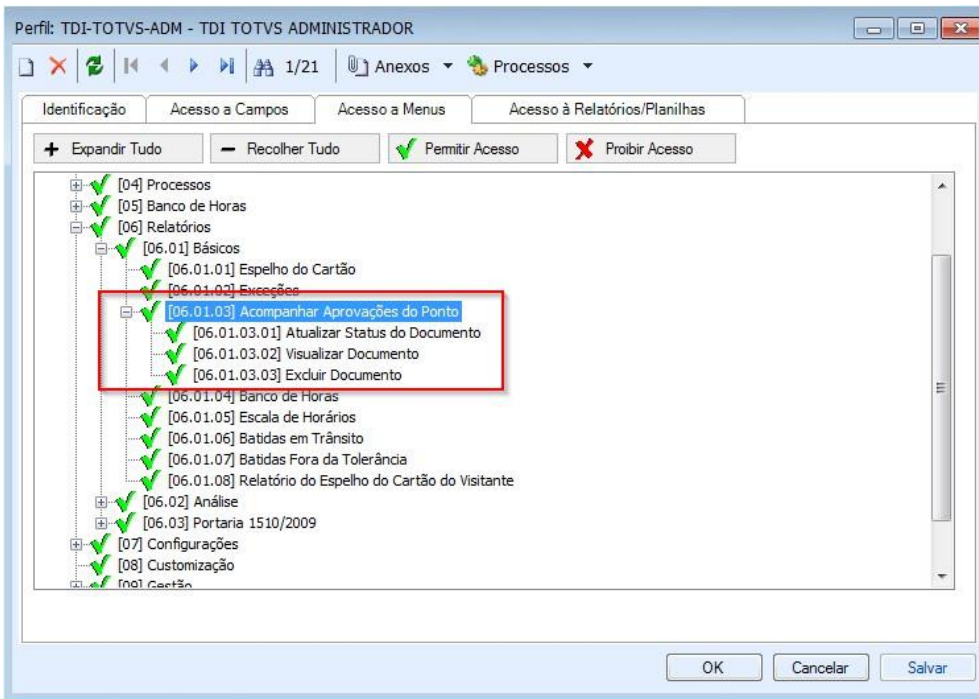 Perfil: TDI-TOTVS-ADM - TDI TOTVS ADMINISTRADOR
1/21 Anexos Processos
Identificação Acesso a Campos Acesso a Menus Acesso à Relatórios/Planilhas
Expandir Tudo Recolher Tudo Permitir Acesso Proibir Acesso
[04] Processos
[05] Banco de Horas
[06] Relatórios
[06.01] Básicos
[06.01.01] Espelho do Cartão
[06.01.02] Exceções
[06.01.03] Acompanhar Aprovações do Ponto
[06.01.03.01] Atualizar Status do Documento
[06.01.03.02] Visualizar Documento
[06.01.03.03] Excluir Documento
[06.01.04] Banco de Horas
[06.01.05] Escala de Horários
[06.01.06] Batidas em Trânsito
[06.01.07] Batidas Fora da Tolerância
[06.01.08] Relatório do Espelho do Cartão do Visitante
[06.02] Análise
[06.03] Portaria 1510/2009
[07] Configurações
[08] Customização
[09] Gestão
OK Cancelar Salvar